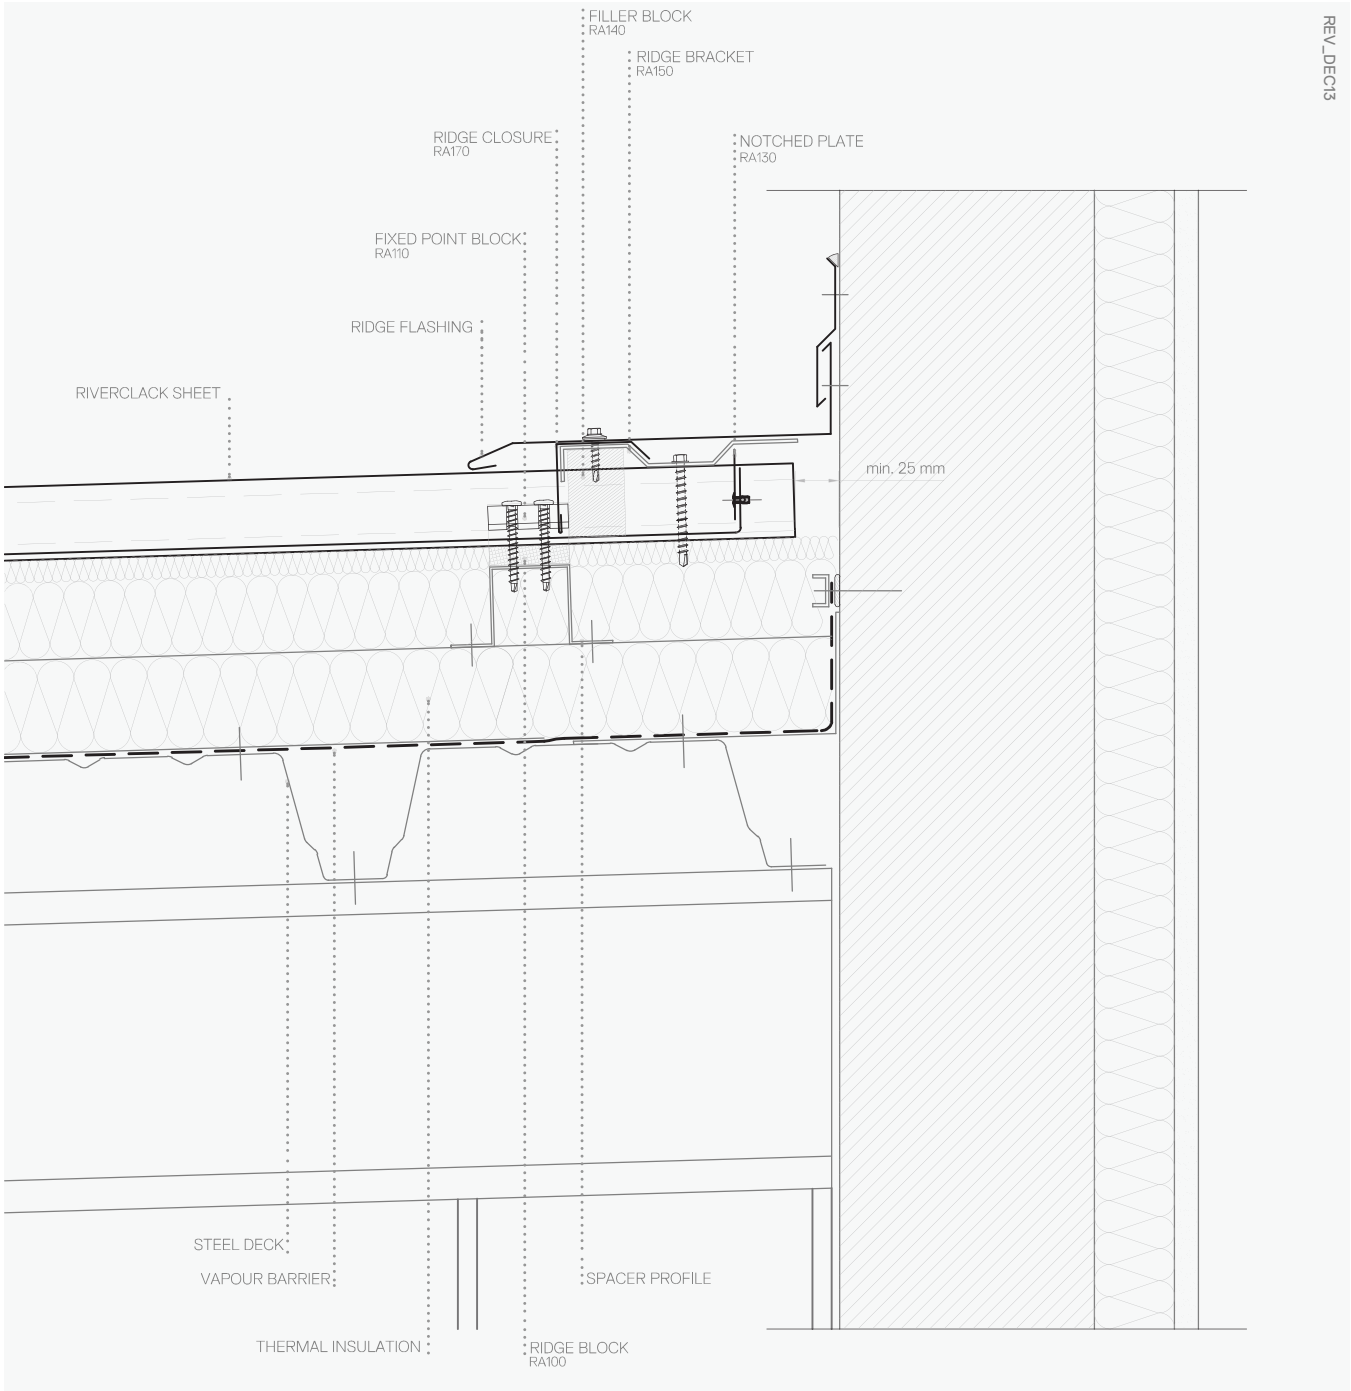 FILLER BLOCK
RA140
REV_DEC13
RIDGE BRACKET
RA150
RIDGE CLOSURE
RA170
NOTCHED PLATE
RA130
FIXED POINT BLOCK
RA110
RIDGE FLASHING
RIVERCLACK SHEET
min. 25 mm
STEEL DECK
VAPOUR BARRIER
SPACER PROFILE
THERMAL INSULATION
RIDGE BLOCK
RA100